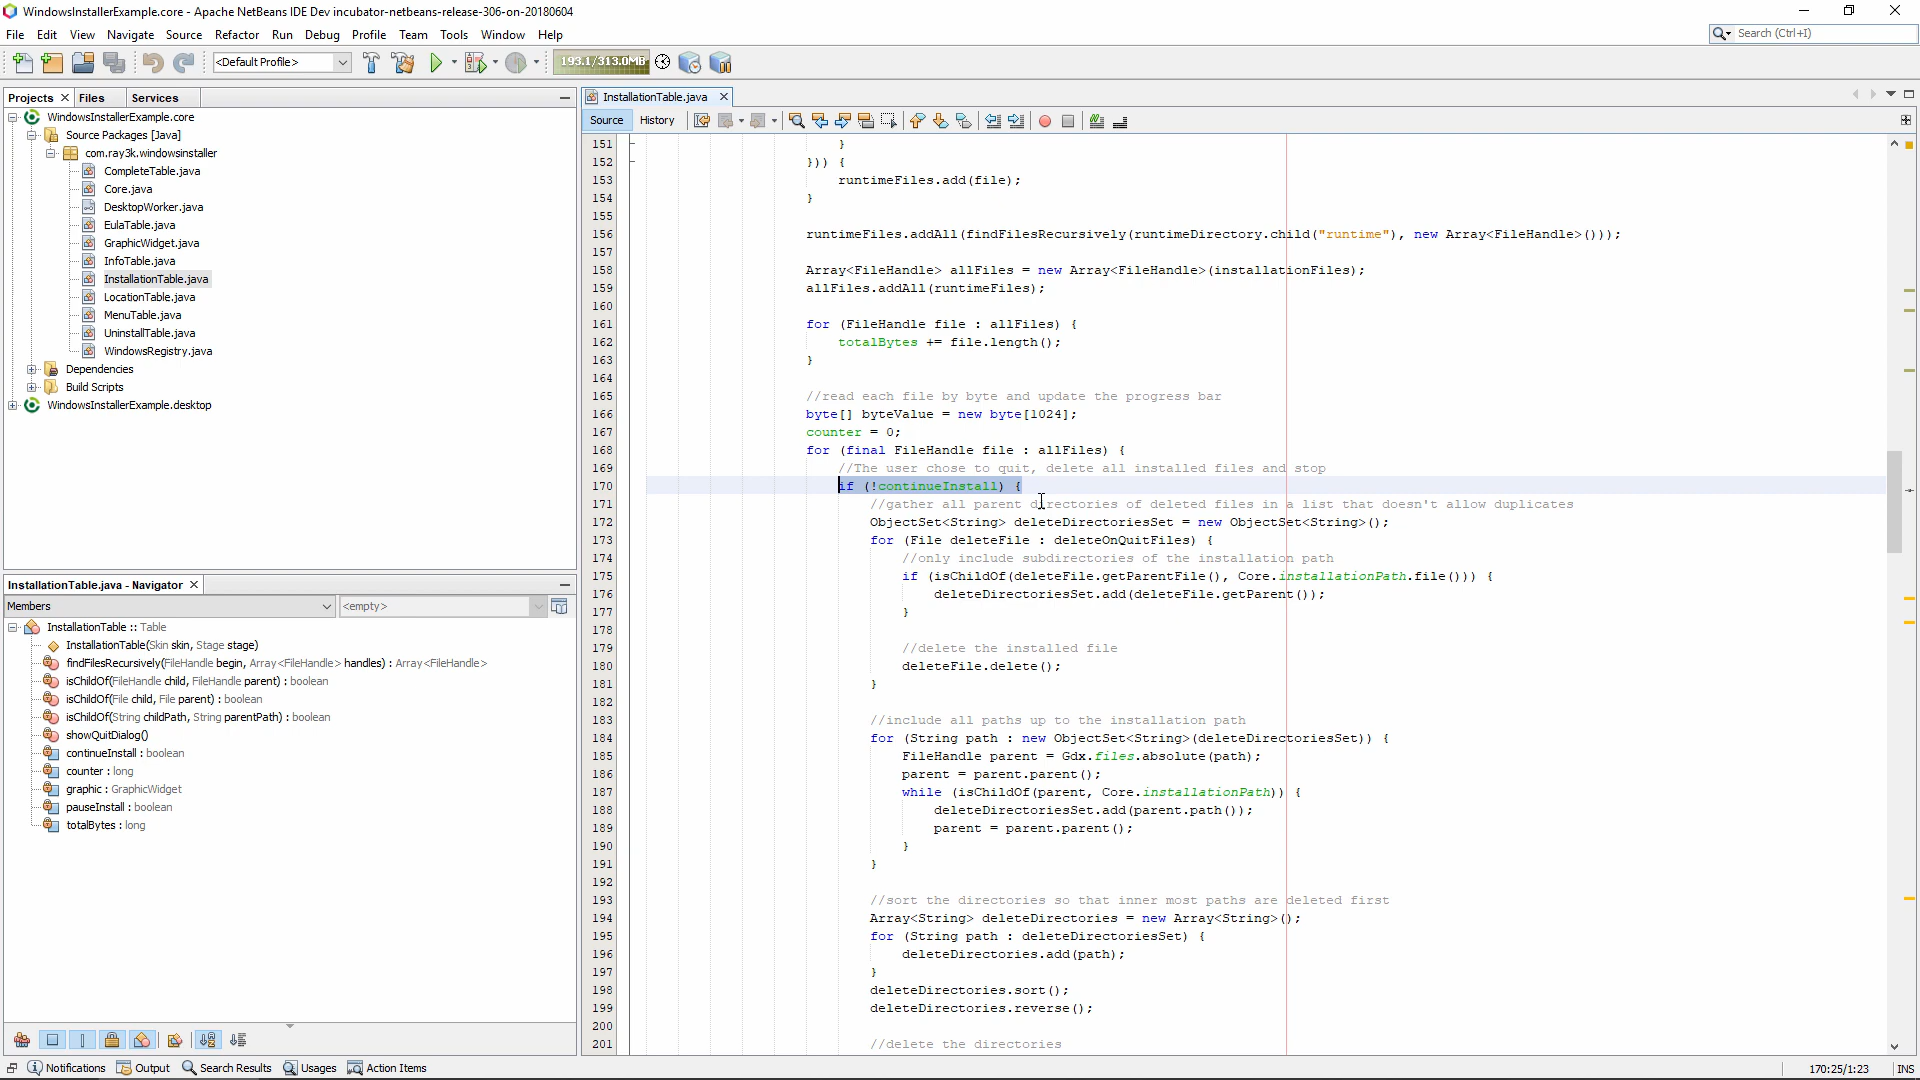 WindowsInstallerExample.core - Apache NetBeans IDE Dev incubator-netbeans-release-306-on-20180604
File Edit View Navigate Source Refactor Run Debug Profile Team Tools Window Help
Search (Ctrl+I)
<Default Profile>
193.1/313.0MB
Projects Files Services
WindowsInstallerExample.core
Source Packages [Java]
com.ray3k.windowsinstaller
CompleteTable.java
Core.java
DesktopWorker.java
EulaTable.java
GraphicWidget.java
InfoTable.java
InstallationTable.java
LocationTable.java
MenuTable.java
UninstallTable.java
WindowsRegistry.java
Dependencies
Build Scripts
WindowsInstallerExample.desktop
InstallationTable.java - Navigator
Members <empty>
InstallationTable :: Table
InstallationTable(Skin skin, Stage stage)
findFilesRecursively(FileHandle begin, Array<FileHandle> handles) : Array<FileHandle>
isChildOf(FileHandle child, FileHandle parent) : boolean
isChildOf(File child, File parent) : boolean
isChildOf(String childPath, String parentPath) : boolean
showQuitDialog()
continueInstall : boolean
counter : long
graphic : GraphicWidget
pauseInstall : boolean
totalBytes : long
InstallationTable.java
Source History
151 }
152 })) {
153 runtimeFiles.add(file);
154 }
155
156 runtimeFiles.addAll(findFilesRecursively(runtimeDirectory.child("runtime"), new Array<FileHandle>()));
157
158 Array<FileHandle> allFiles = new Array<FileHandle>(installationFiles);
159 allFiles.addAll(runtimeFiles);
160
161 for (FileHandle file : allFiles) {
162 totalBytes += file.length();
163 }
164
165 //read each file by byte and update the progress bar
166 byte[] byteValue = new byte[1024];
167 counter = 0;
168 for (final FileHandle file : allFiles) {
169 //The user chose to quit, delete all installed files and stop
170 if (!continueInstall) {
171 //gather all parent directories of deleted files in a list that doesn't allow duplicates
172 ObjectSet<String> deleteDirectoriesSet = new ObjectSet<String>();
173 for (File deleteFile : deleteOnQuitFiles) {
174 //only include subdirectories of the installation path
175 if (isChildOf(deleteFile.getParentFile(), Core.installationPath.file())) {
176 deleteDirectoriesSet.add(deleteFile.getParent());
177 }
178
179 //delete the installed file
180 deleteFile.delete();
181 }
182
183 //include all paths up to the installation path
184 for (String path : new ObjectSet<String>(deleteDirectoriesSet)) {
185 FileHandle parent = Gdx.files.absolute(path);
186 parent = parent.parent();
187 while (isChildOf(parent, Core.installationPath)) {
188 deleteDirectoriesSet.add(parent.path());
189 parent = parent.parent();
190 }
191 }
192
193 //sort the directories so that inner most paths are deleted first
194 Array<String> deleteDirectories = new Array<String>();
195 for (String path : deleteDirectoriesSet) {
196 deleteDirectories.add(path);
197 }
198 deleteDirectories.sort();
199 deleteDirectories.reverse();
200
201 //delete the directories
Notifications Output Search Results Usages Action Items
170:25/1:23 INS